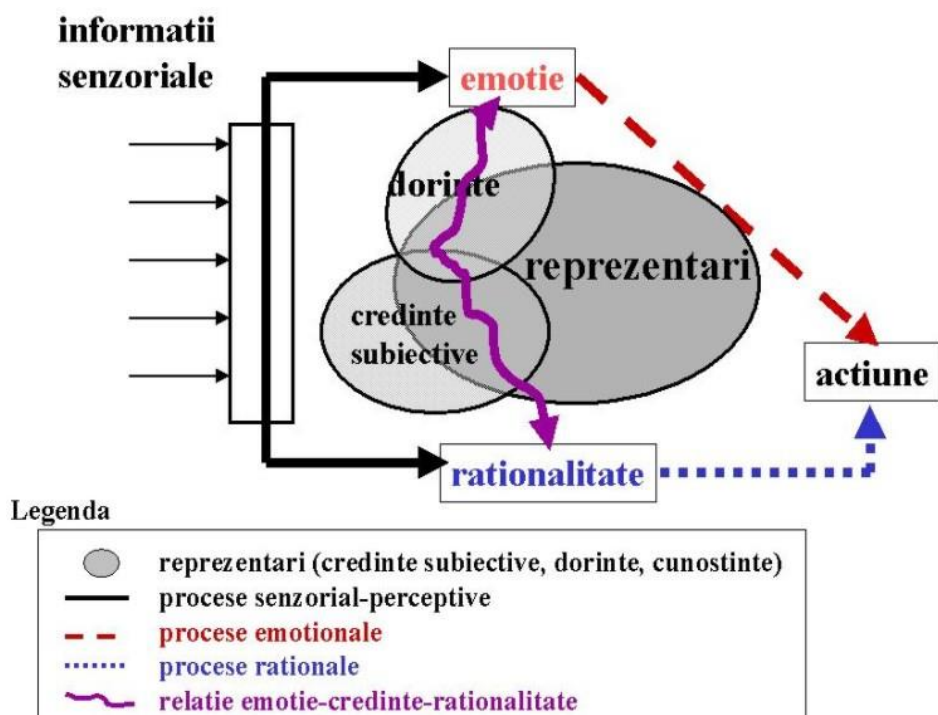 informatii
senzoriale
emotie
dorinte
reprezentari
credinte
subiective
actiune
rationalitate
Legenda
reprezentari (credinte subiective, dorinte, cunostinte)
procese senzorial-perceptive
procese emotionale
procese rationale
relatie emotie-credinte-rationalitate